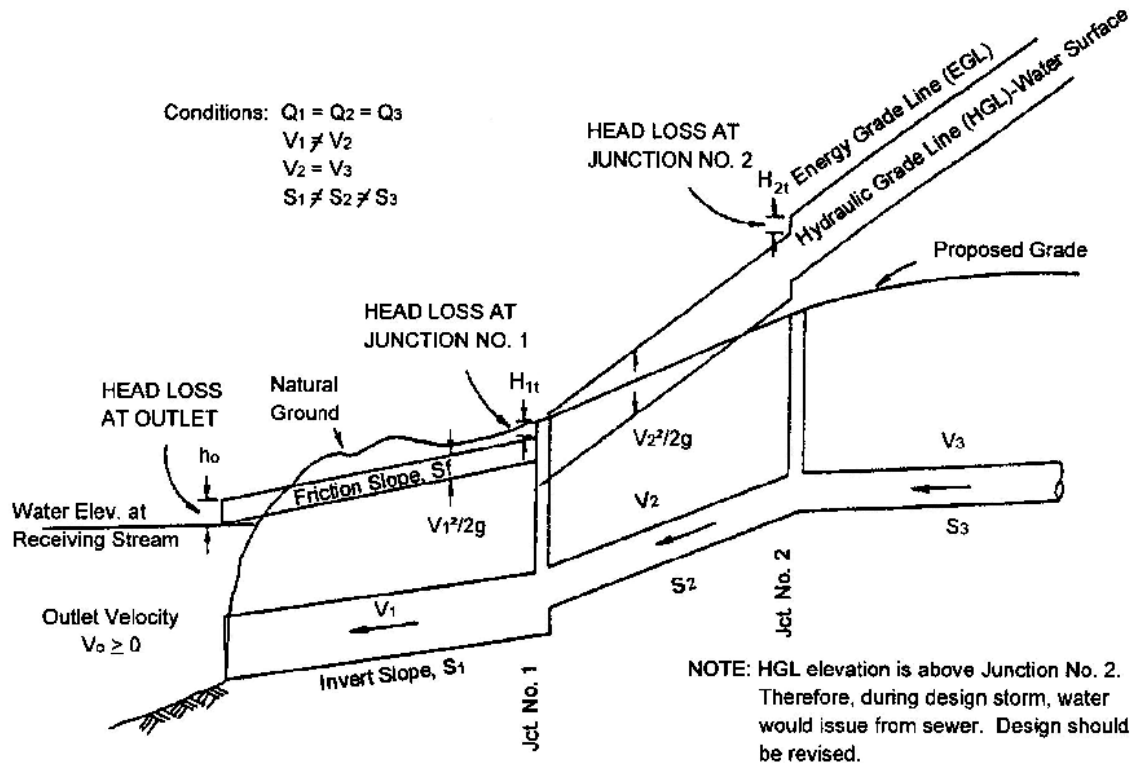 Conditions: Q1 = Q2 = Q3
V1 ≠ V2
V2 = V3
S1 ≠ S2 ≠ S3
HEAD LOSS AT
JUNCTION NO. 2
H2t
Energy Grade Line (EGL)
Hydraulic Grade Line (HGL)-Water Surface
Proposed Grade
HEAD LOSS AT
JUNCTION NO. 1
H1t
HEAD LOSS
AT OUTLET
Natural
Ground
ho
Friction Slope, Sf
V1²/2g
V2²/2g
Water Elev. at
Receiving Stream
V2
V3
S3
S2
Outlet Velocity
Vo ≥ 0
V1
Invert Slope, S1
Jct. No. 1
Jct. No. 2
NOTE: HGL elevation is above Junction No. 2.
Therefore, during design storm, water
would issue from sewer. Design should
be revised.